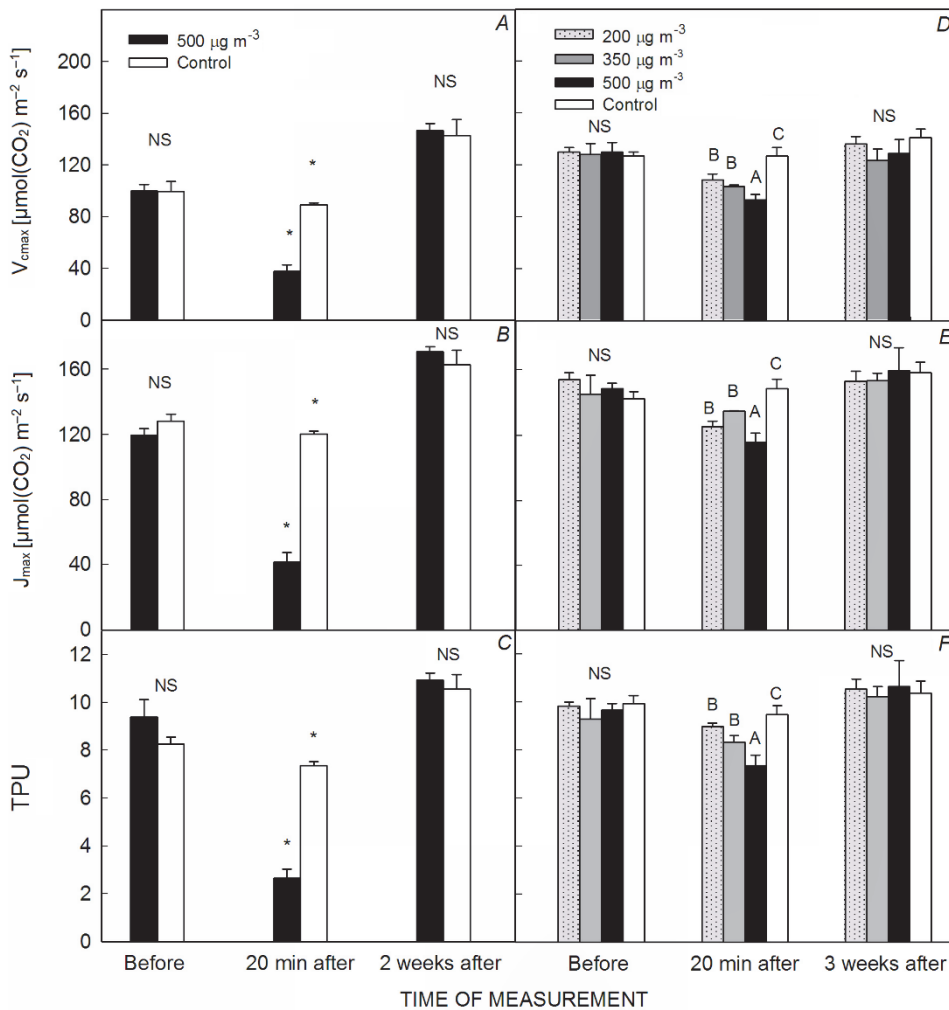 A
500 µg m⁻³
Control
Vcmax [µmol(CO₂) m⁻² s⁻¹]
200
160
120
80
40
0
NS
*
*
NS
D
200 µg m⁻³
350 µg m⁻³
500 µg m⁻³
Control
NS
B B A C
NS
B
Jmax [µmol(CO₂) m⁻² s⁻¹]
160
120
80
40
0
NS
*
*
NS
E
NS
B B A C
NS
C
TPU
12
10
8
6
4
2
0
NS
*
*
NS
F
NS
B B A C
NS
Before 20 min after 2 weeks after
Before 20 min after 3 weeks after
TIME OF MEASUREMENT